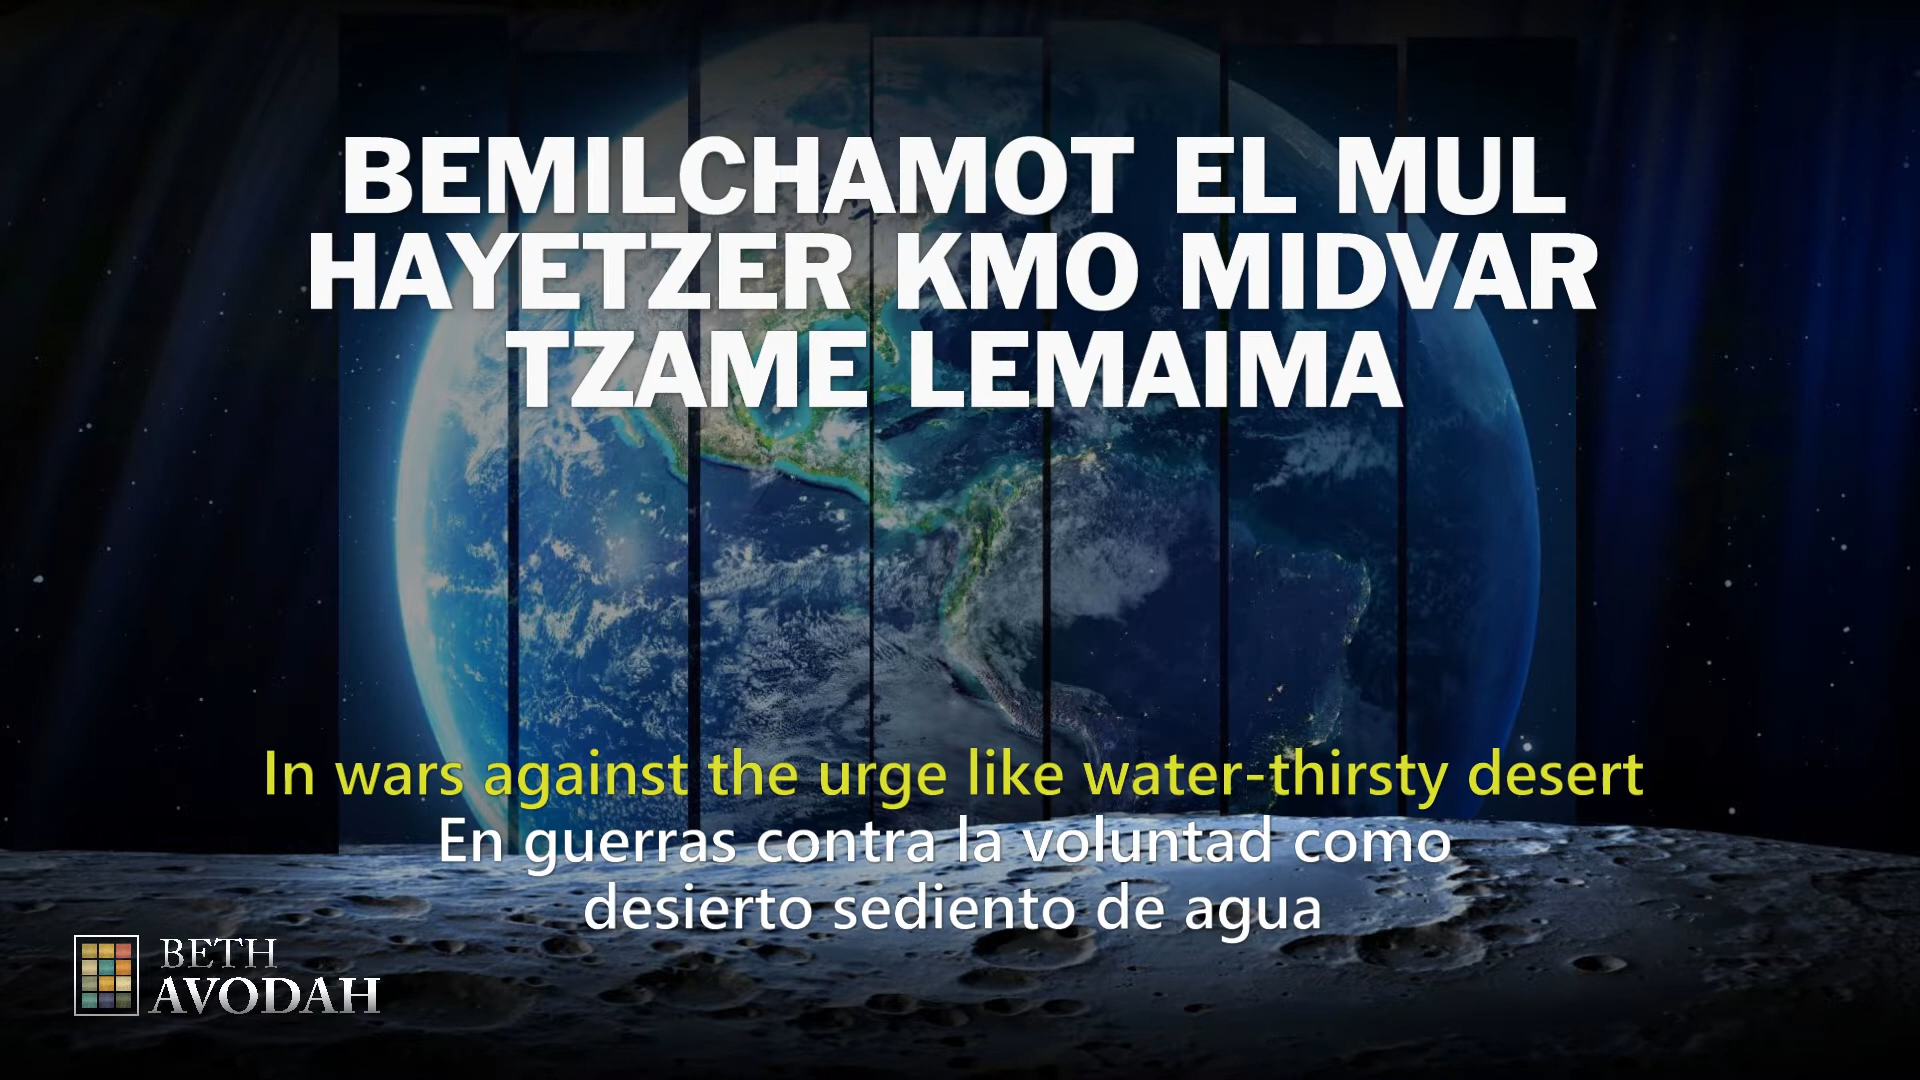 BEMILCHAMOT EL MUL
HAYETZER KMO MIDVAR
TZAME LEMAIMA
In wars against the urge like water-thirsty desert
En guerras contra la voluntad como
desierto sediento de agua
BETH
AVODAH